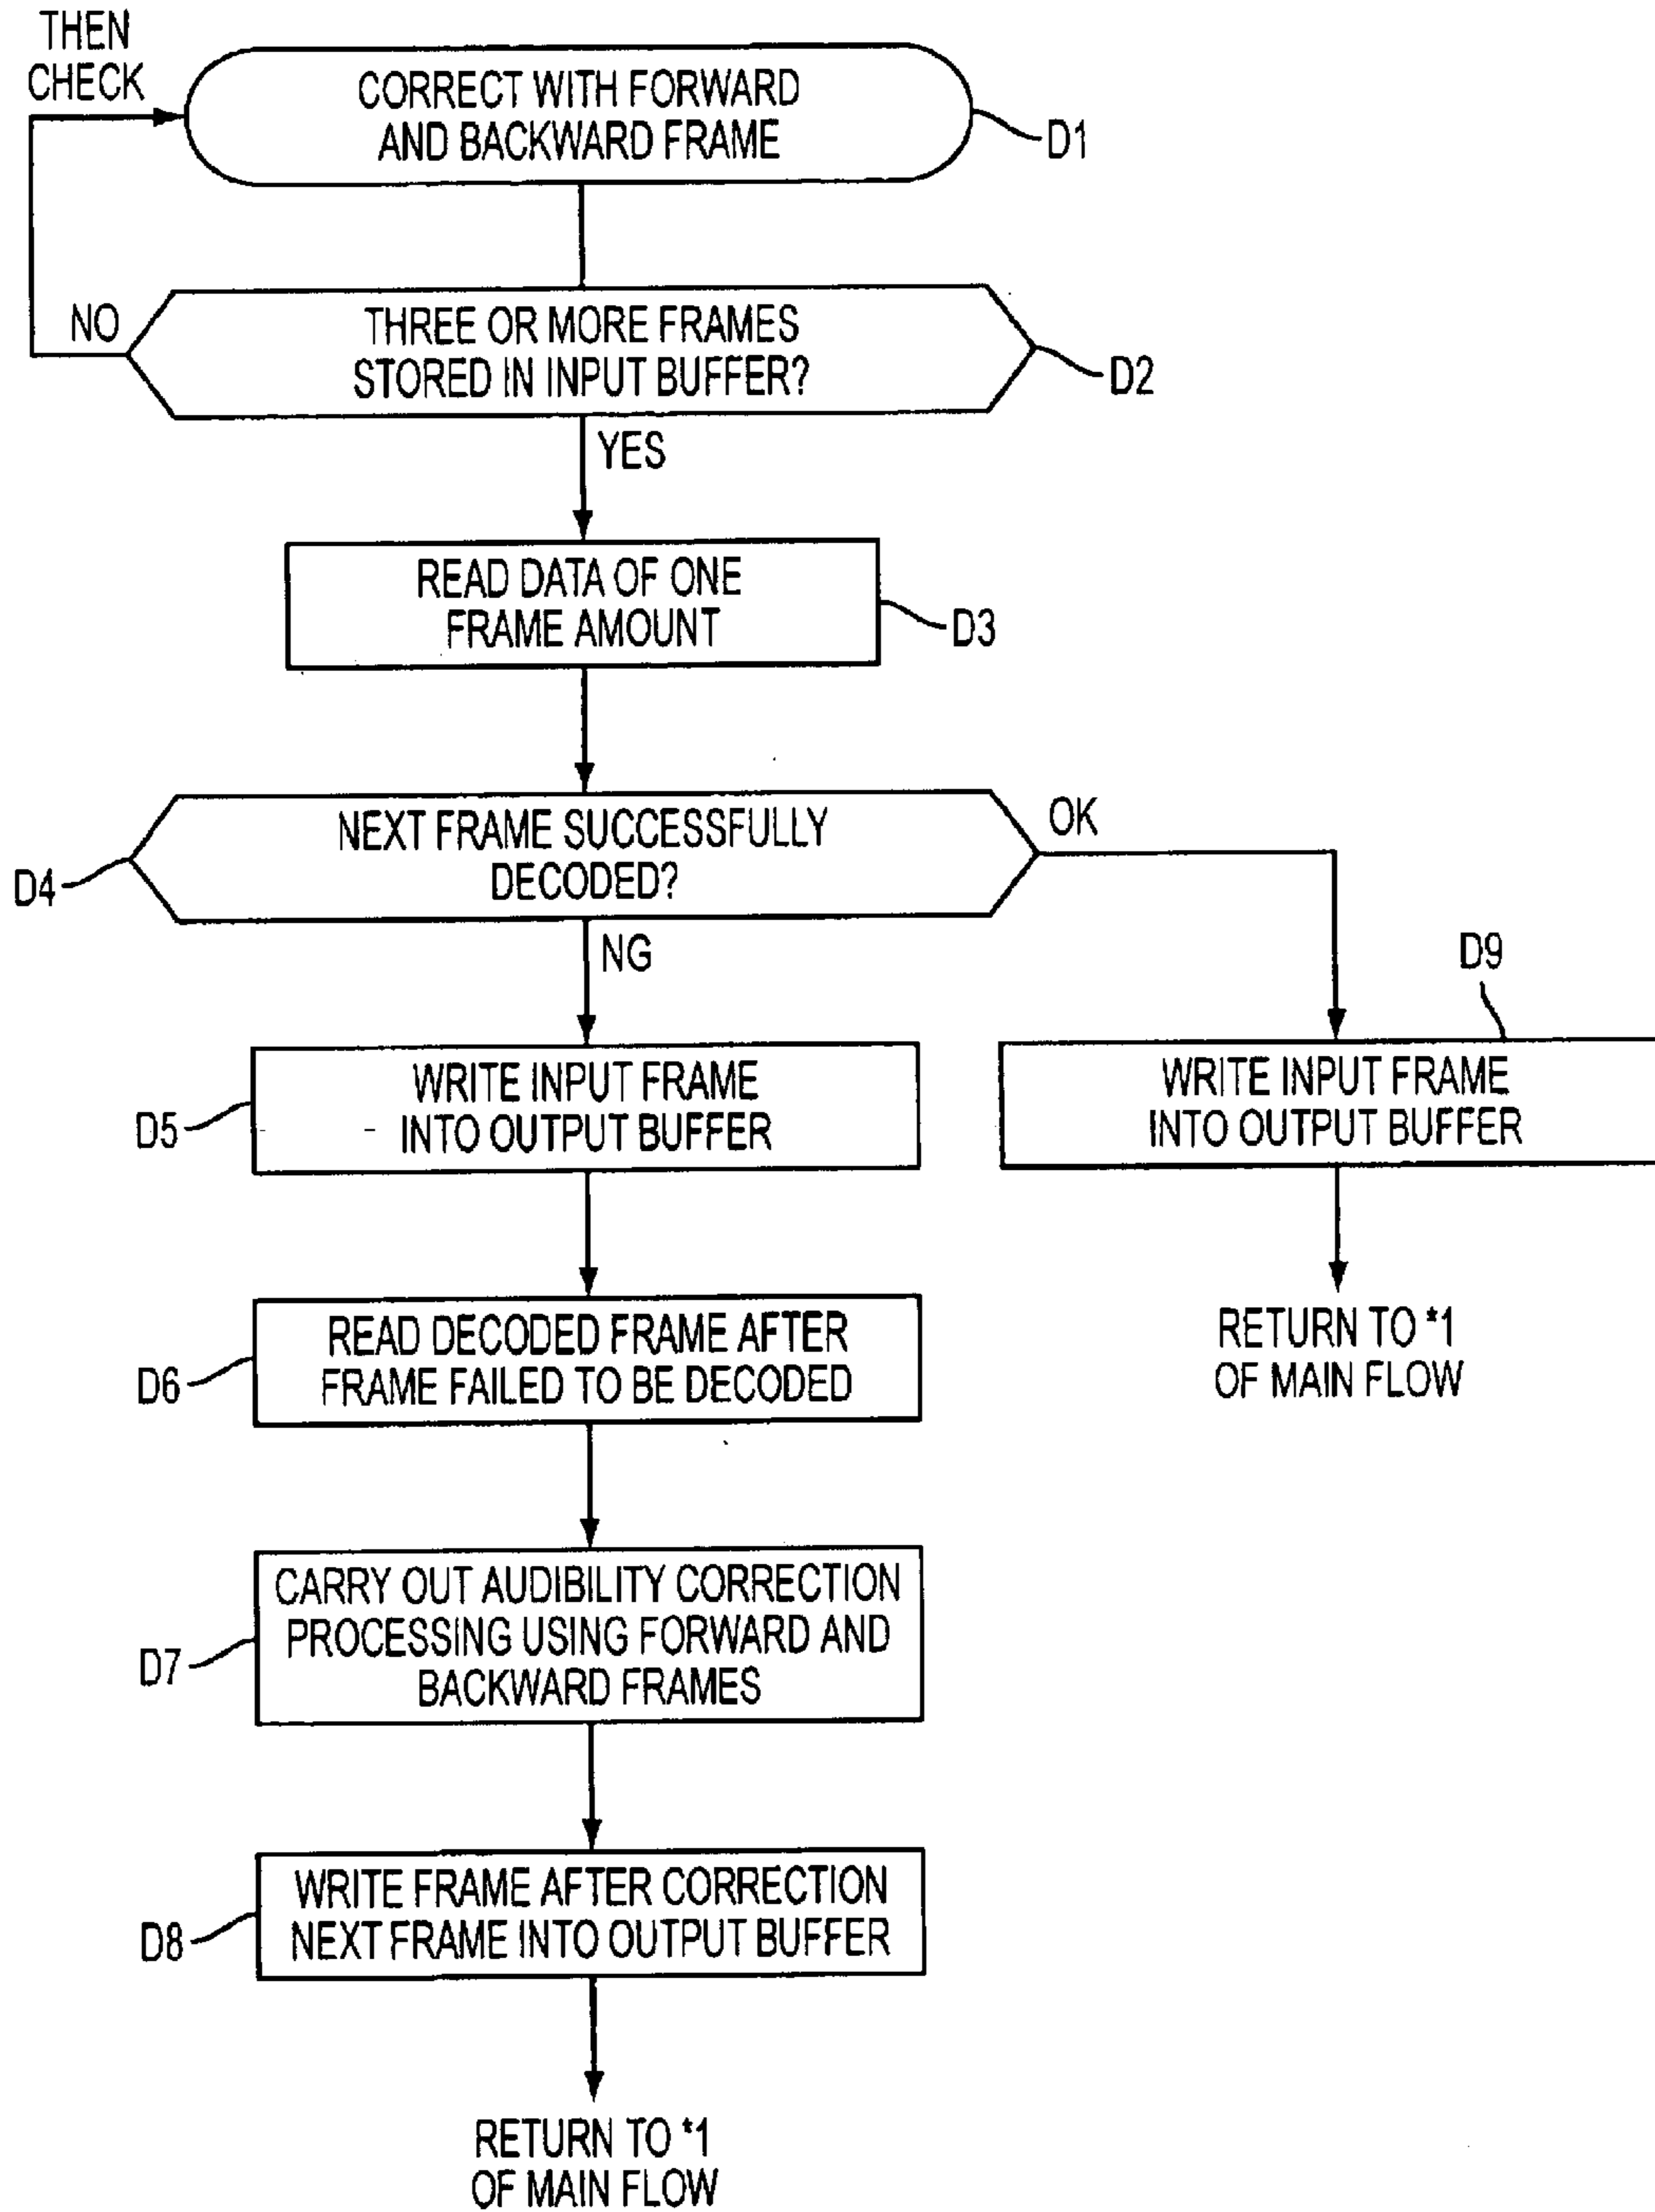 THEN
CHECK
CORRECT WITH FORWARD
AND BACKWARD FRAME
D1
NO
THREE OR MORE FRAMES
STORED IN INPUT BUFFER?
D2
YES
READ DATA OF ONE
FRAME AMOUNT
D3
NEXT FRAME SUCCESSFULLY
DECODED?
OK
D4
NG
D9
WRITE INPUT FRAME
INTO OUTPUT BUFFER
D5
WRITE INPUT FRAME
INTO OUTPUT BUFFER
READ DECODED FRAME AFTER
FRAME FAILED TO BE DECODED
D6
RETURN TO *1
OF MAIN FLOW
CARRY OUT AUDIBILITY CORRECTION
PROCESSING USING FORWARD AND
BACKWARD FRAMES
D7
WRITE FRAME AFTER CORRECTION
NEXT FRAME INTO OUTPUT BUFFER
D8
RETURN TO *1
OF MAIN FLOW